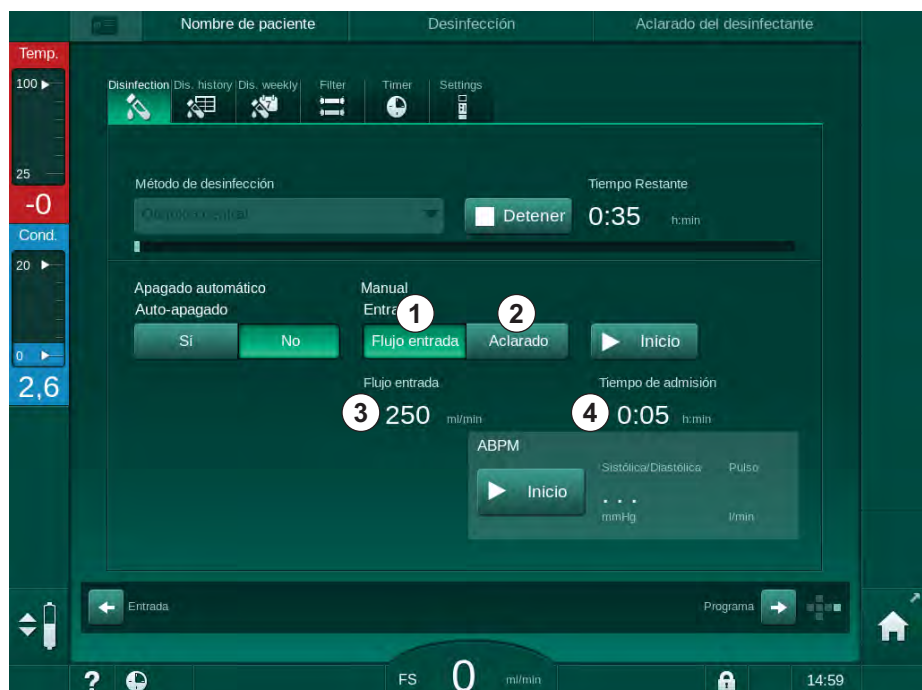 Nombre de paciente Desinfección Aclarado del desinfectante
Temp.
100
25
-0
Cond.
20
0
2,6
Disinfection Dis. history Dis. weekly Filter Timer Settings
7
Método de desinfección Tiempo Restante
Detener 0:35 h:min
Apagado automático Manual
Auto-apagado
1 2
Sí No Flujo entrada Aclarado Inicio
Flujo entrada Tiempo de admisión
3 250 ml/min 4 0:05 h:min
ABPM
Sistólica/Diastólica Pulso
Inicio
. . .
mmHg l/min
Entrada Programa
? FS 0 ml/min 14:59